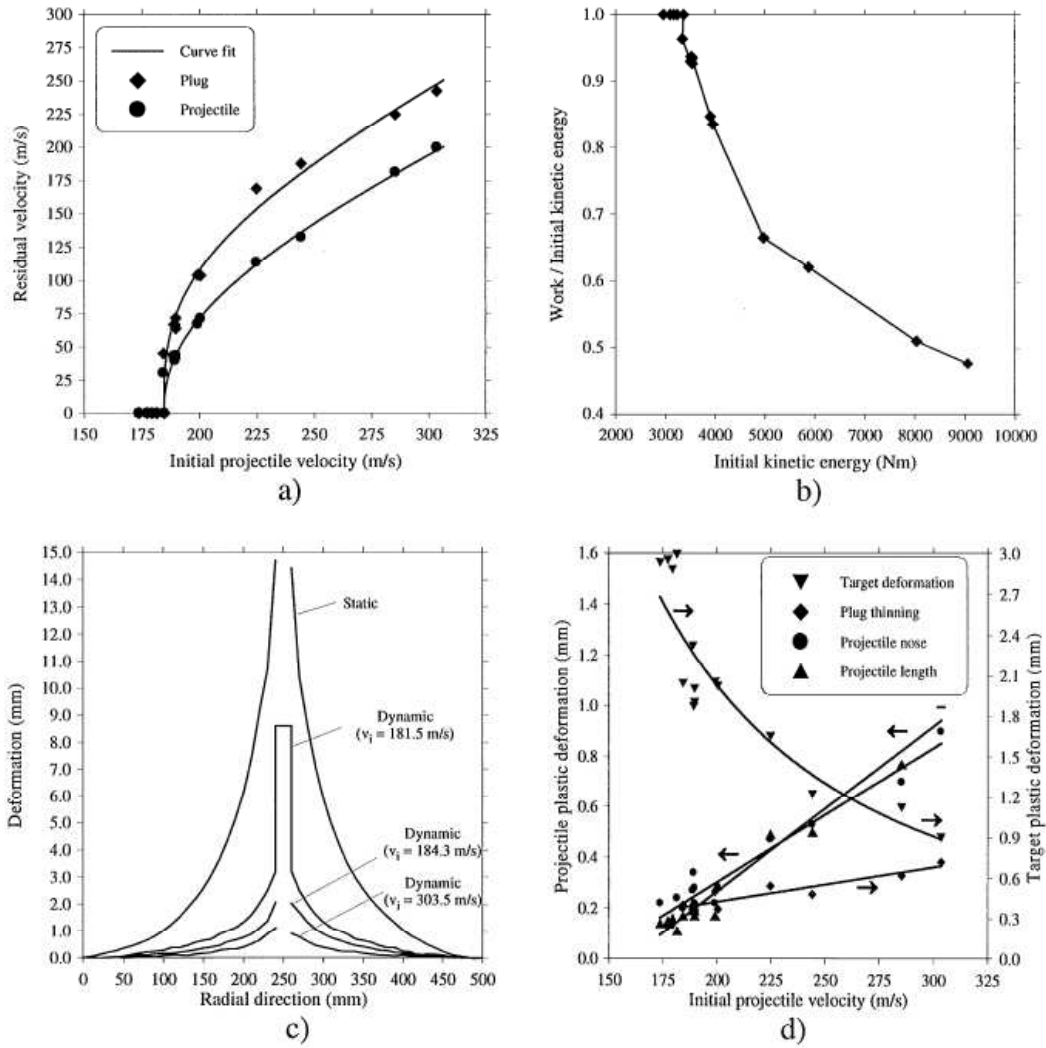 300
275
250
225
200
175
150
125
100
75
50
25
0
Residual velocity (m/s)
Curve fit
Plug
Projectile
150 175 200 225 250 275 300 325
Initial projectile velocity (m/s)
a)
1.0
0.9
0.8
0.7
0.6
0.5
0.4
Work / Initial kinetic energy
2000 3000 4000 5000 6000 7000 8000 9000 10000
Initial kinetic energy (Nm)
b)
15.0
14.0
13.0
12.0
11.0
10.0
9.0
8.0
7.0
6.0
5.0
4.0
3.0
2.0
1.0
0.0
Deformation (mm)
Static
Dynamic
(vi = 181.5 m/s)
Dynamic
(vi = 184.3 m/s)
Dynamic
(vi = 303.5 m/s)
0 50 100 150 200 250 300 350 400 450 500
Radial direction (mm)
c)
1.6
1.4
1.2
1.0
0.8
0.6
0.4
0.2
0.0
Projectile plastic deformation (mm)
Target deformation
Plug thinning
Projectile nose
Projectile length
3.0
2.7
2.4
2.1
1.8
1.5
1.2
0.9
0.6
0.3
0.0
Target plastic deformation (mm)
150 175 200 225 250 275 300 325
Initial projectile velocity (m/s)
d)